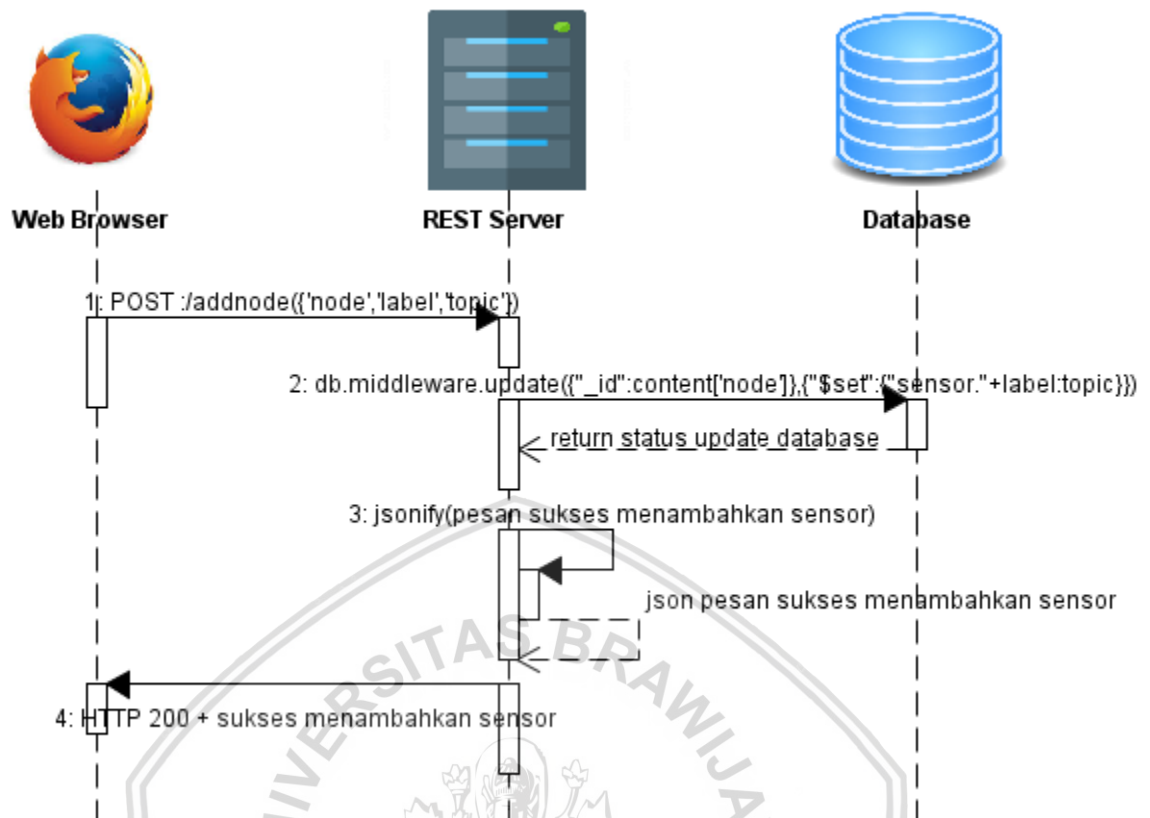 Web Browser
REST Server
Database
1: POST :/addnode({'node','label','topic'})
2: db.middleware.update({"_id":content['node']},{"$set":{"sensor."+label:topic}})
return status update database
3: jsonify(pesan sukses menambahkan sensor)
json pesan sukses menambahkan sensor
4: HTTP 200 + sukses menambahkan sensor
IVERSITAS BRAWIJA